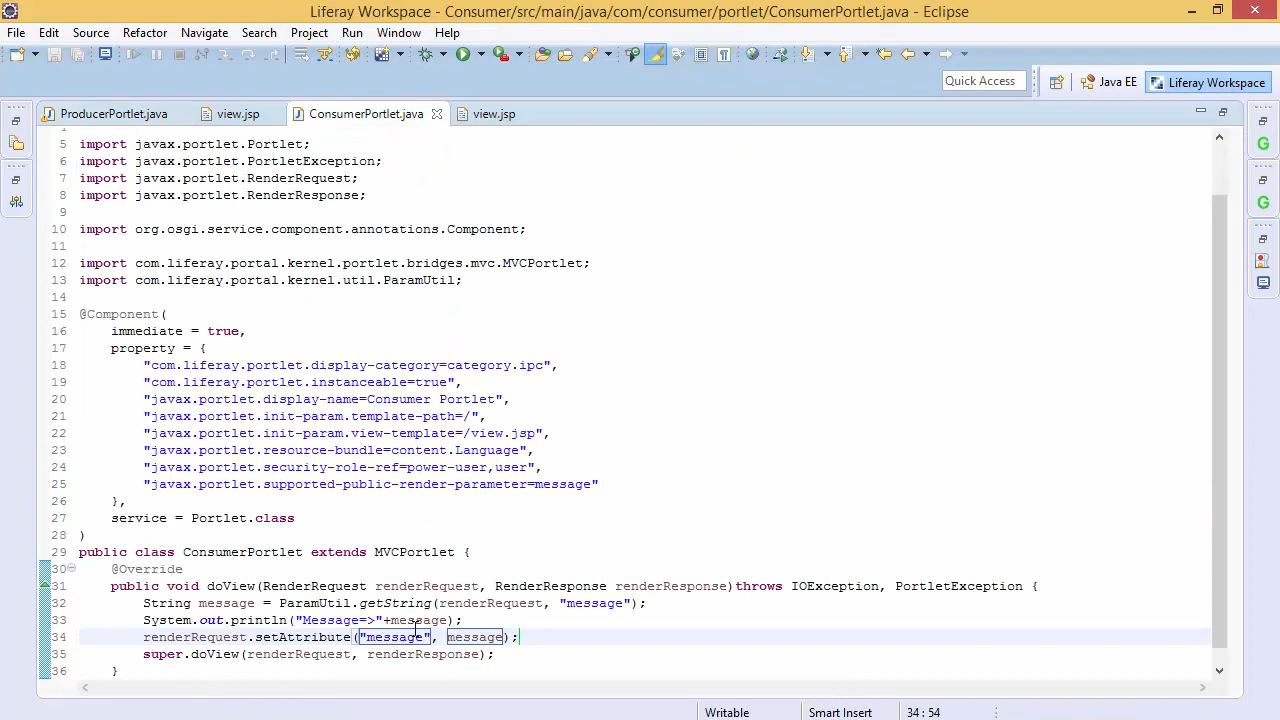 Liferay Workspace - Consumer/src/main/java/com/consumer/portlet/ConsumerPortlet.java - Eclipse
File Edit Source Refactor Navigate Search Project Run Window Help
Quick Access Java EE Liferay Workspace
ProducerPortlet.java view.jsp ConsumerPortlet.java view.jsp
5 import javax.portlet.Portlet;
6 import javax.portlet.PortletException;
7 import javax.portlet.RenderRequest;
8 import javax.portlet.RenderResponse;
9
10 import org.osgi.service.component.annotations.Component;
11
12 import com.liferay.portal.kernel.portlet.bridges.mvc.MVCPortlet;
13 import com.liferay.portal.kernel.util.ParamUtil;
14
15 @Component(
16 immediate = true,
17 property = {
18 "com.liferay.portlet.display-category=category.ipc",
19 "com.liferay.portlet.instanceable=true",
20 "javax.portlet.display-name=Consumer Portlet",
21 "javax.portlet.init-param.template-path=/",
22 "javax.portlet.init-param.view-template=/view.jsp",
23 "javax.portlet.resource-bundle=content.Language",
24 "javax.portlet.security-role-ref=power-user,user",
25 "javax.portlet.supported-public-render-parameter=message"
26 },
27 service = Portlet.class
28 )
29 public class ConsumerPortlet extends MVCPortlet {
30 @Override
31 public void doView(RenderRequest renderRequest, RenderResponse renderResponse)throws IOException, PortletException {
32 String message = ParamUtil.getString(renderRequest, "message");
33 System.out.println("Message=>"+message);
34 renderRequest.setAttribute("message", message);
35 super.doView(renderRequest, renderResponse);
36 }
Writable Smart Insert 34 : 54